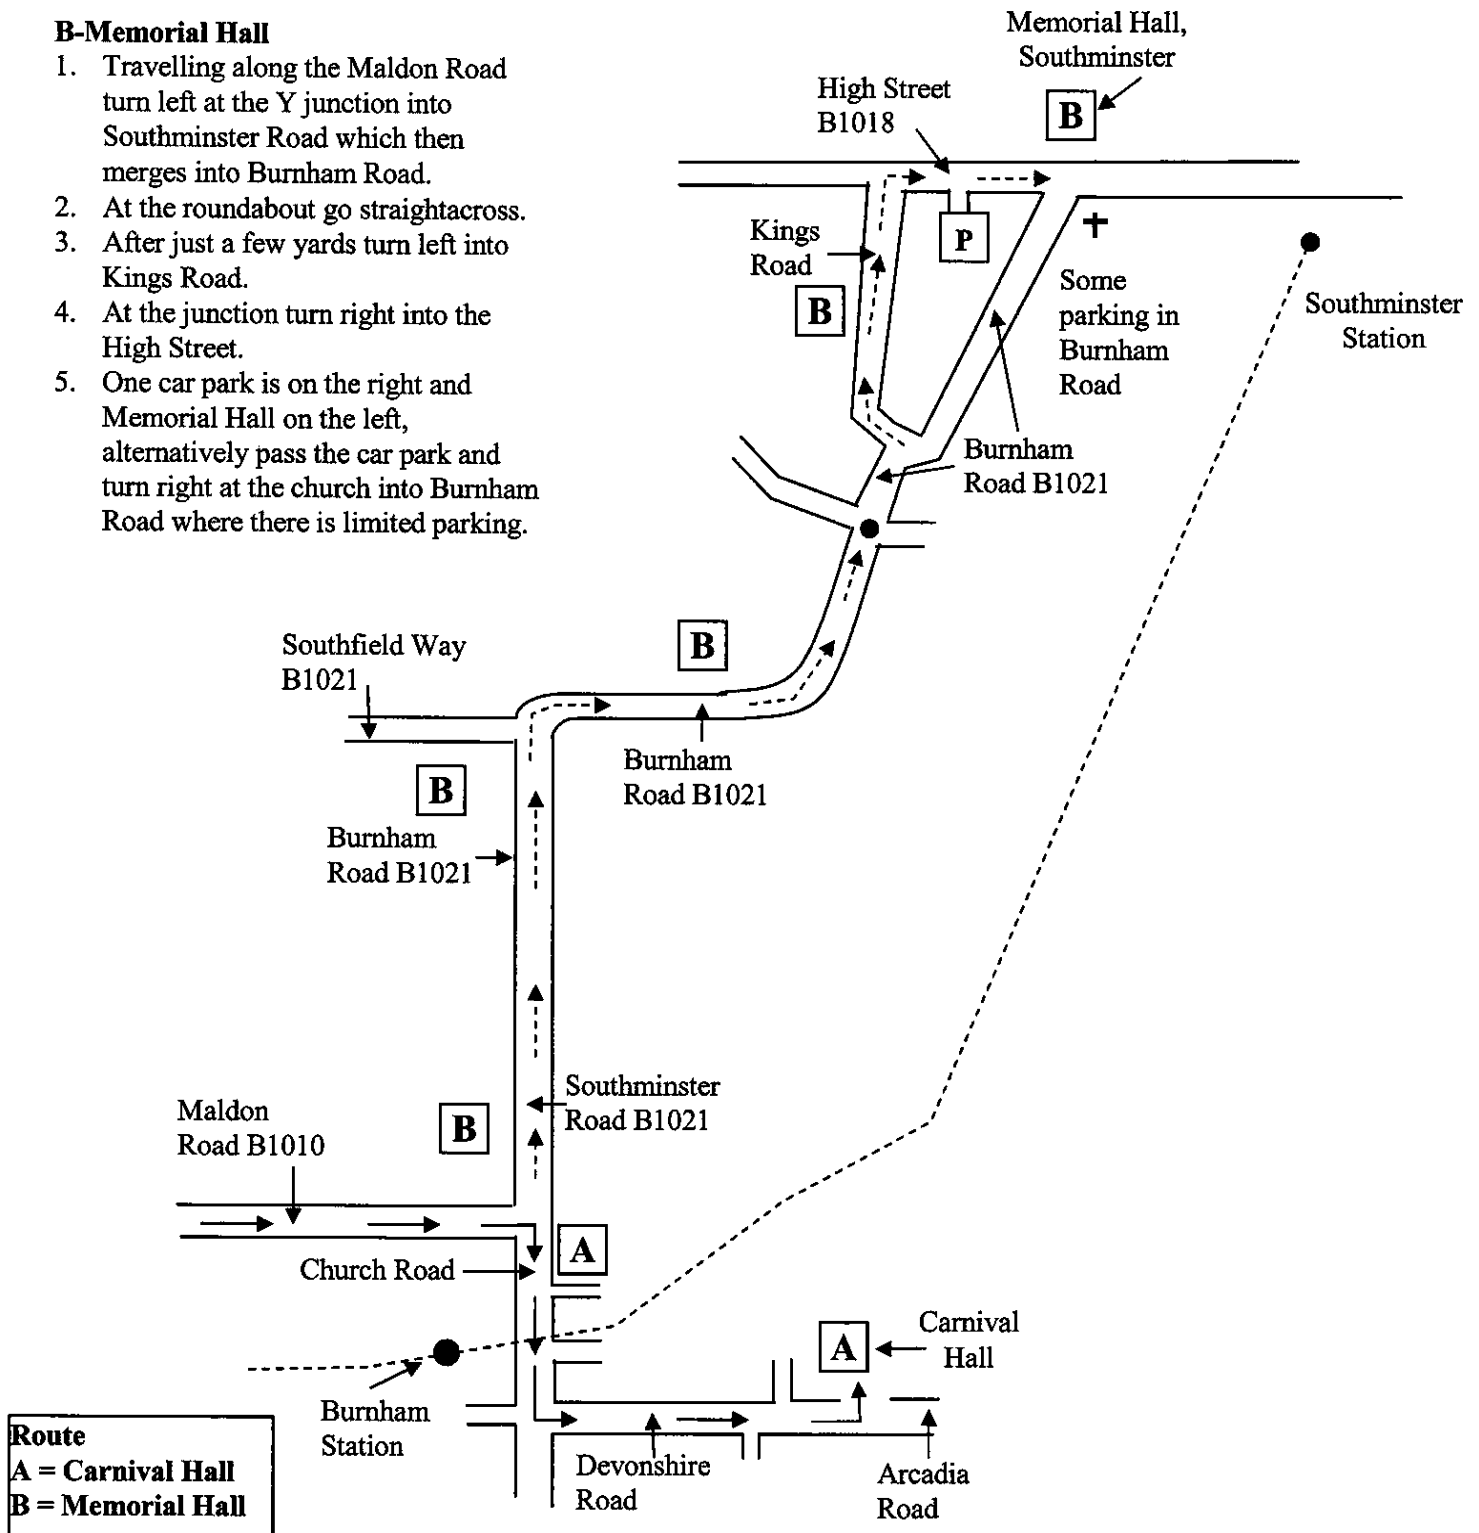 B-Memorial Hall
1. Travelling along the Maldon Road
turn left at the Y junction into
Southminster Road which then
merges into Burnham Road.
2. At the roundabout go straightacross.
3. After just a few yards turn left into
Kings Road.
4. At the junction turn right into the
High Street.
5. One car park is on the right and
Memorial Hall on the left,
alternatively pass the car park and
turn right at the church into Burnham
Road where there is limited parking.
Memorial Hall,
Southminster
High Street
B1018
B
Kings
Road
P
B
Some
parking in
Burnham
Road
Southminster
Station
Burnham
Road B1021
Southfield Way
B1021
B
Burnham
Road B1021
B
Burnham
Road B1021
Southminster
Road B1021
Maldon
Road B1010
B
A
Church Road
Carnival
Hall
A
Burnham
Station
Devonshire
Road
Arcadia
Road
Route
A = Carnival Hall
B = Memorial Hall